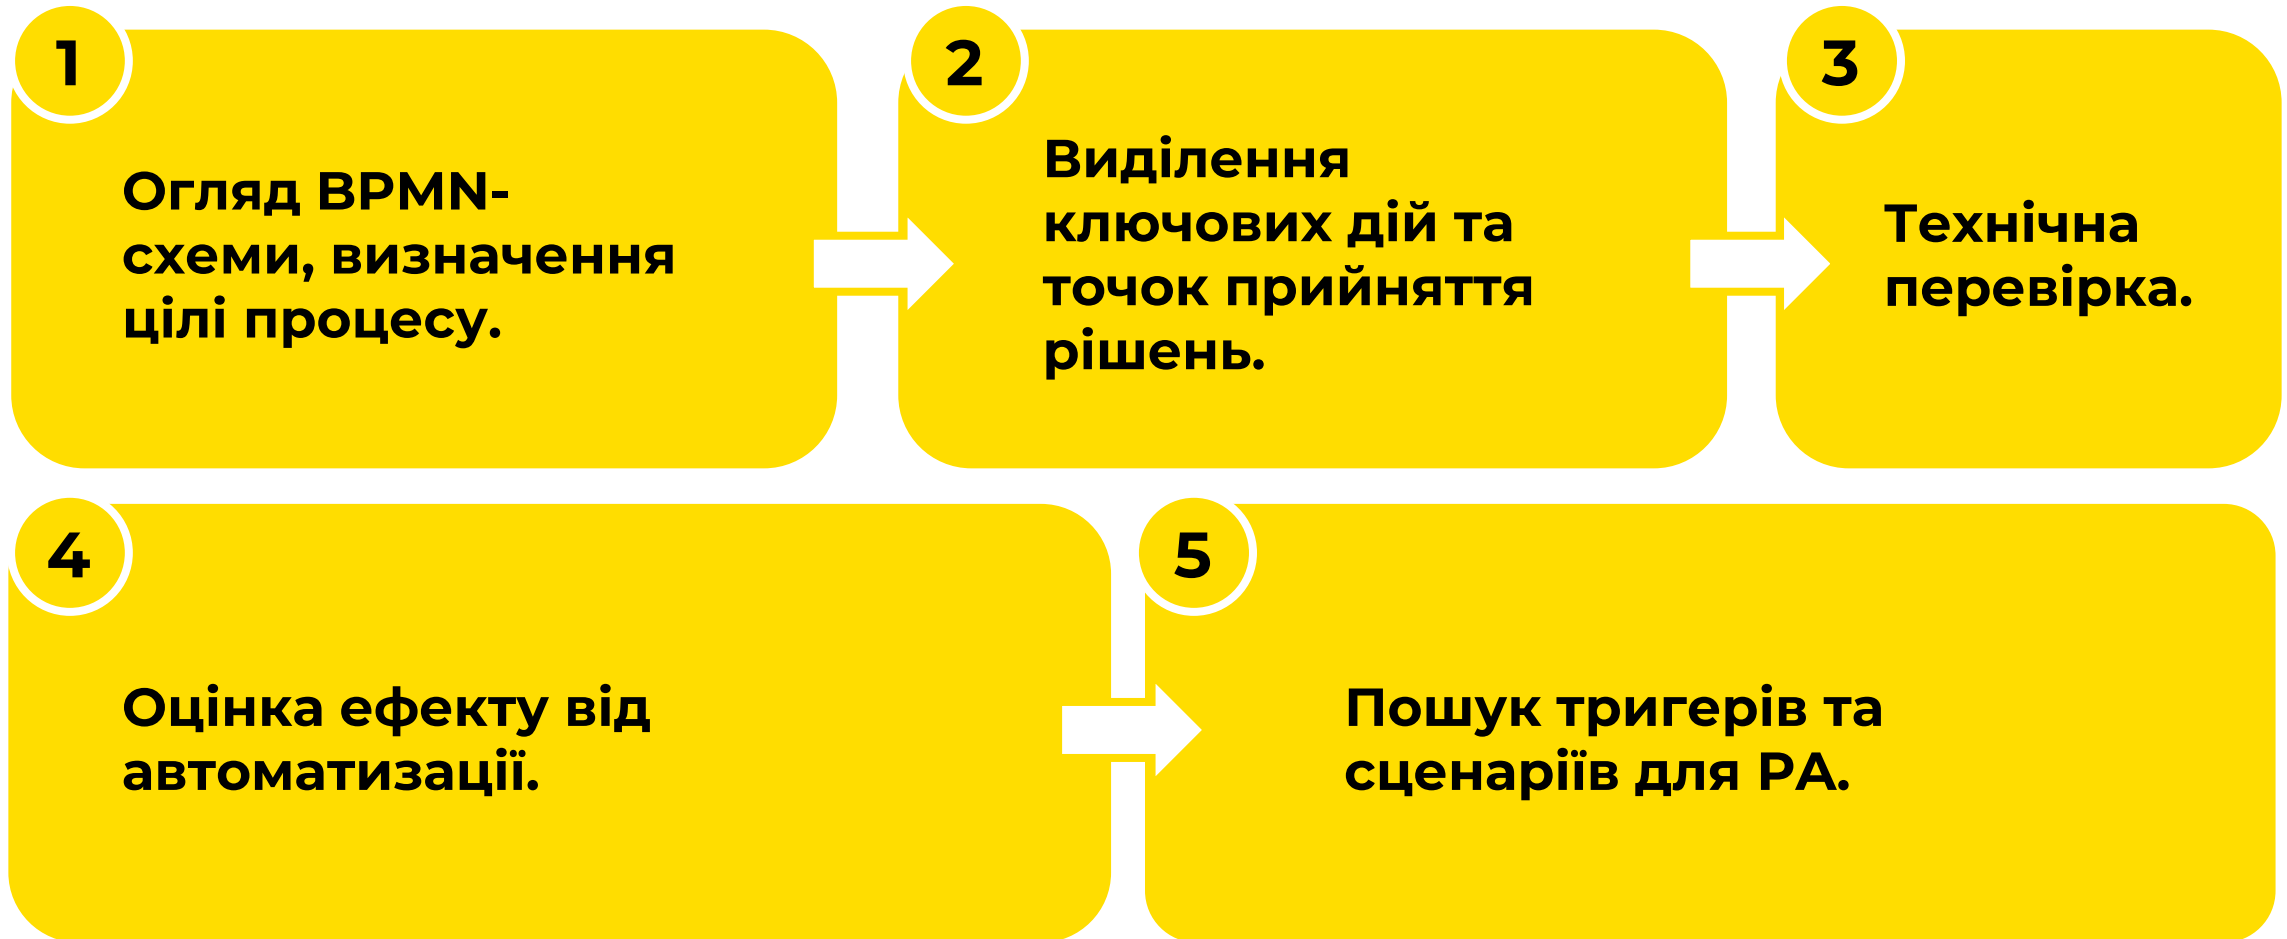 1
Огляд BPMN-
схеми, визначення
цілі процесу.
2
Виділення
ключових дій та
точок прийняття
рішень.
3
Технічна
перевірка.
4
Оцінка ефекту від
автоматизації.
5
Пошук тригерів та
сценаріїв для PA.